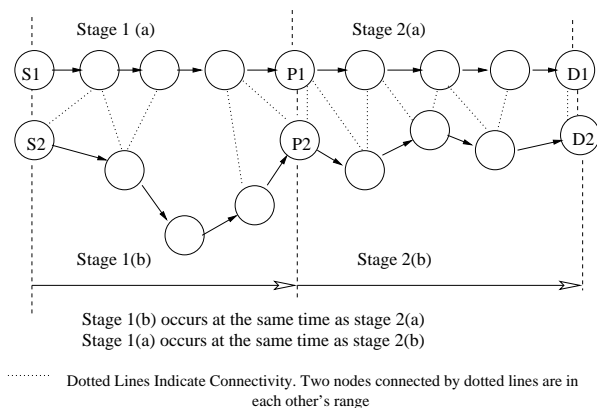 Stage 1 (a)
Stage 2(a)
S1
P1
D1
S2
P2
D2
Stage 1(b)
Stage 2(b)
Stage 1(b) occurs at the same time as stage 2(a)
Stage 1(a) occurs at the same time as stage 2(b)
Dotted Lines Indicate Connectivity. Two nodes connected by dotted lines are in
each other's range